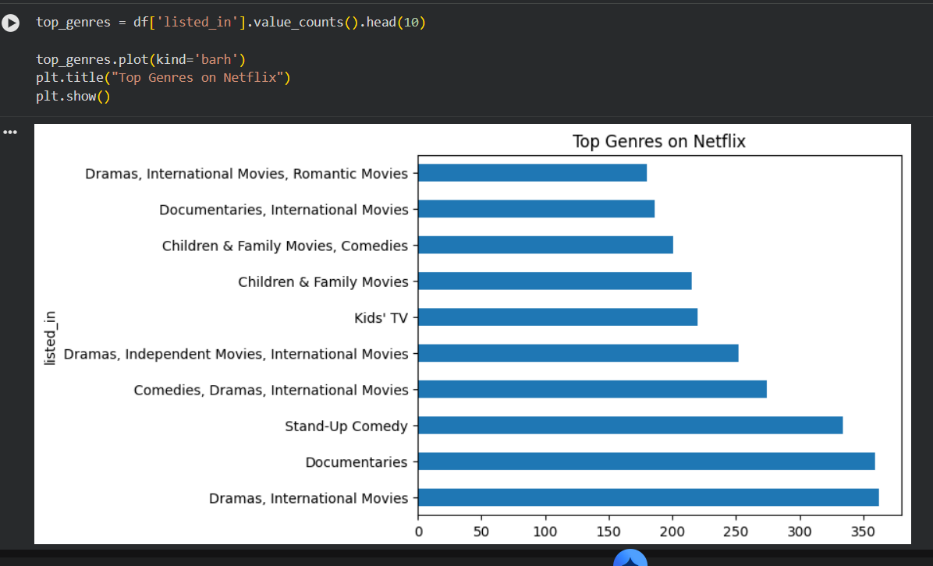 top_genres = df['listed_in'].value_counts().head(10)
top_genres.plot(kind='barh')
plt.title("Top Genres on Netflix")
plt.show()
Top Genres on Netflix
Dramas, International Movies, Romantic Movies
Documentaries, International Movies
Children & Family Movies, Comedies
Children & Family Movies
Kids' TV
listed_in
Dramas, Independent Movies, International Movies
Comedies, Dramas, International Movies
Stand-Up Comedy
Documentaries
Dramas, International Movies
0 50 100 150 200 250 300 350